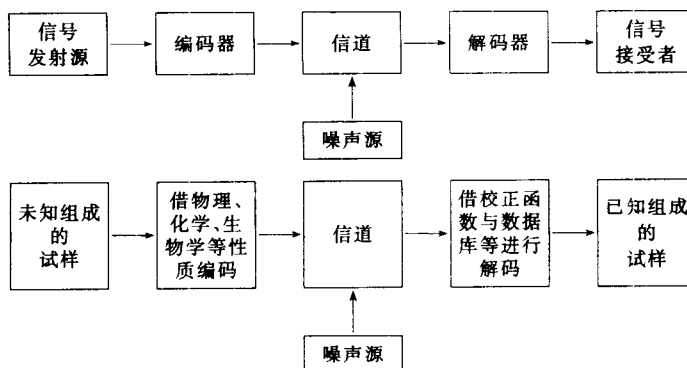 信号
发射源
编码器
信道
解码器
信号
接受者
噪声源
未知组成
的
试样
借物理、
化学、生
物学等性
质编码
信道
借校正函
数与数据
库等进行
解码
已知组成
的
试样
噪声源